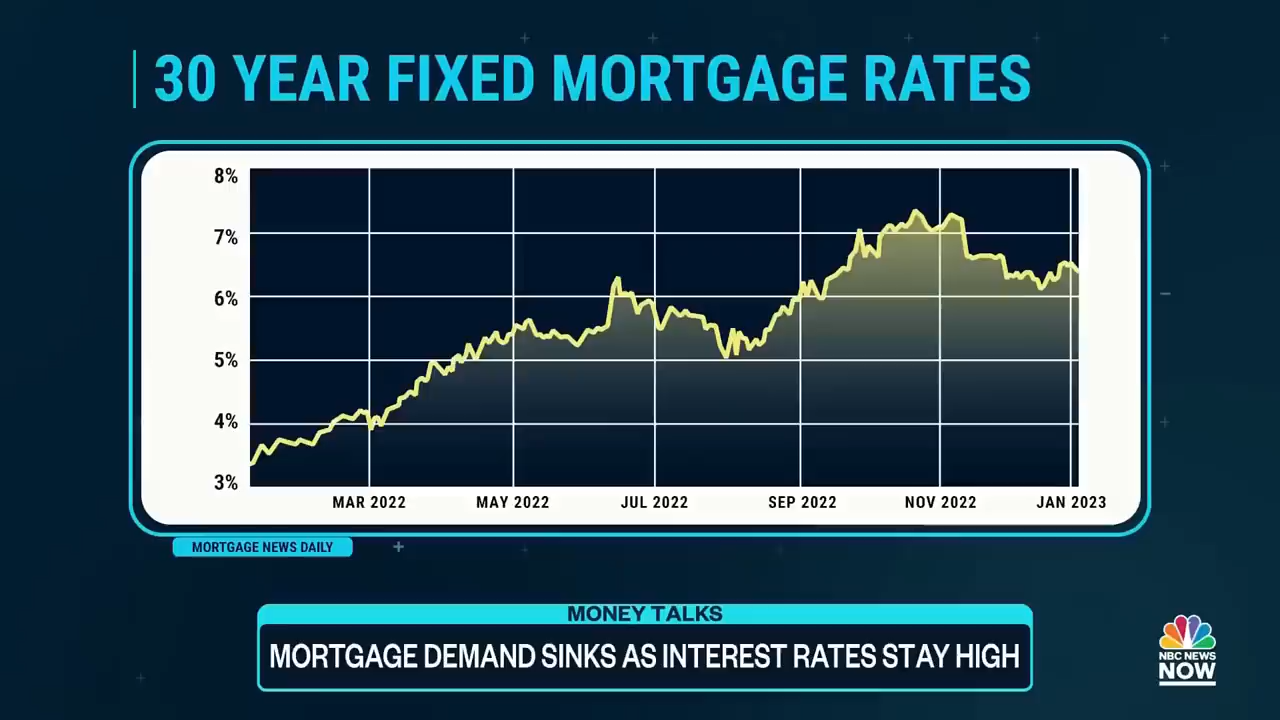 30 YEAR FIXED MORTGAGE RATES
8%
7%
6%
5%
4%
3%
MAR 2022 MAY 2022 JUL 2022 SEP 2022 NOV 2022 JAN 2023
MORTGAGE NEWS DAILY
MONEY TALKS
MORTGAGE DEMAND SINKS AS INTEREST RATES STAY HIGH
NBC NEWS
NOW